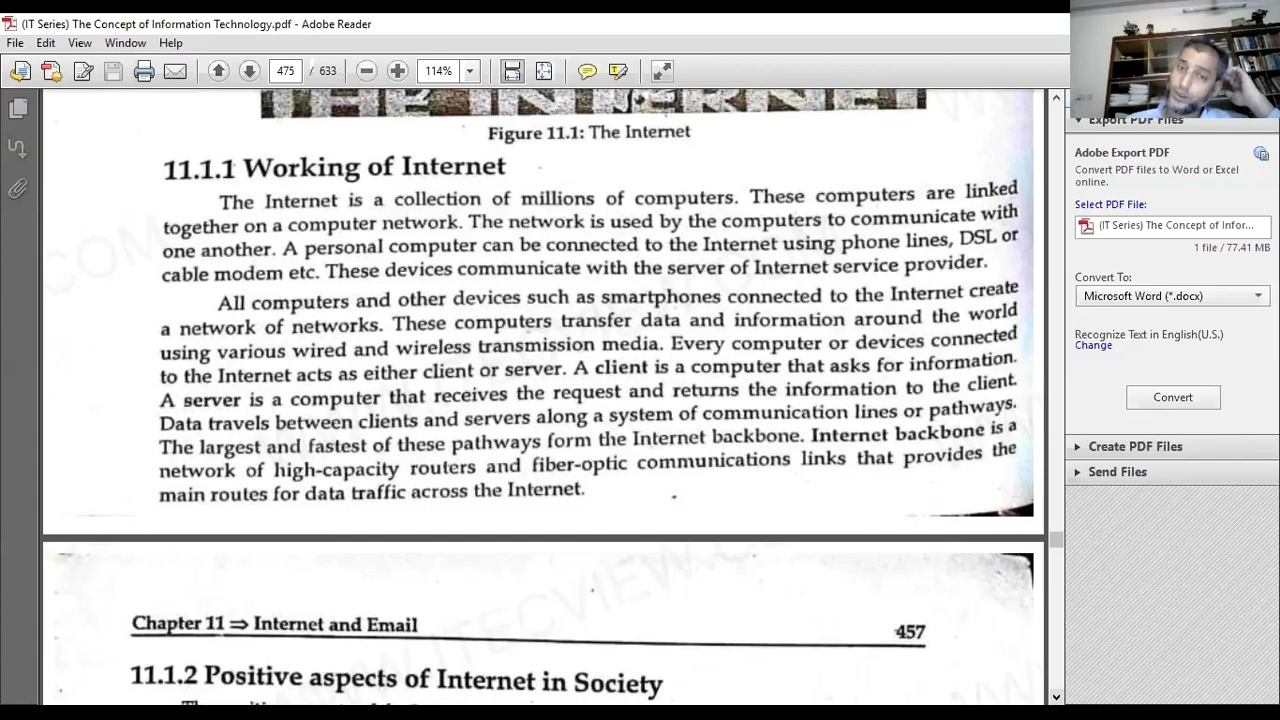 (IT Series) The Concept of Information Technology.pdf - Adobe Reader
File Edit View Window Help
475 / 633 114%
THE INTERNET
Figure 11.1: The Internet
11.1.1 Working of Internet
The Internet is a collection of millions of computers. These computers are linked
together on a computer network. The network is used by the computers to communicate with
one another. A personal computer can be connected to the Internet using phone lines, DSL or
cable modem etc. These devices communicate with the server of Internet service provider.
All computers and other devices such as smartphones connected to the Internet create
a network of networks. These computers transfer data and information around the world
using various wired and wireless transmission media. Every computer or devices connected
to the Internet acts as either client or server. A client is a computer that asks for information.
A server is a computer that receives the request and returns the information to the client.
Data travels between clients and servers along a system of communication lines or pathways.
The largest and fastest of these pathways form the Internet backbone. Internet backbone is a
network of high-capacity routers and fiber-optic communications links that provides the
main routes for data traffic across the Internet.
Chapter 11 ⇒ Internet and Email 457
11.1.2 Positive aspects of Internet in Society
Export PDF Files
Adobe Export PDF
Convert PDF files to Word or Excel
online.
Select PDF File:
(IT Series) The Concept of Infor...
1 file / 77.41 MB
Convert To:
Microsoft Word (*.docx)
Recognize Text in English(U.S.)
Change
Convert
Create PDF Files
Send Files